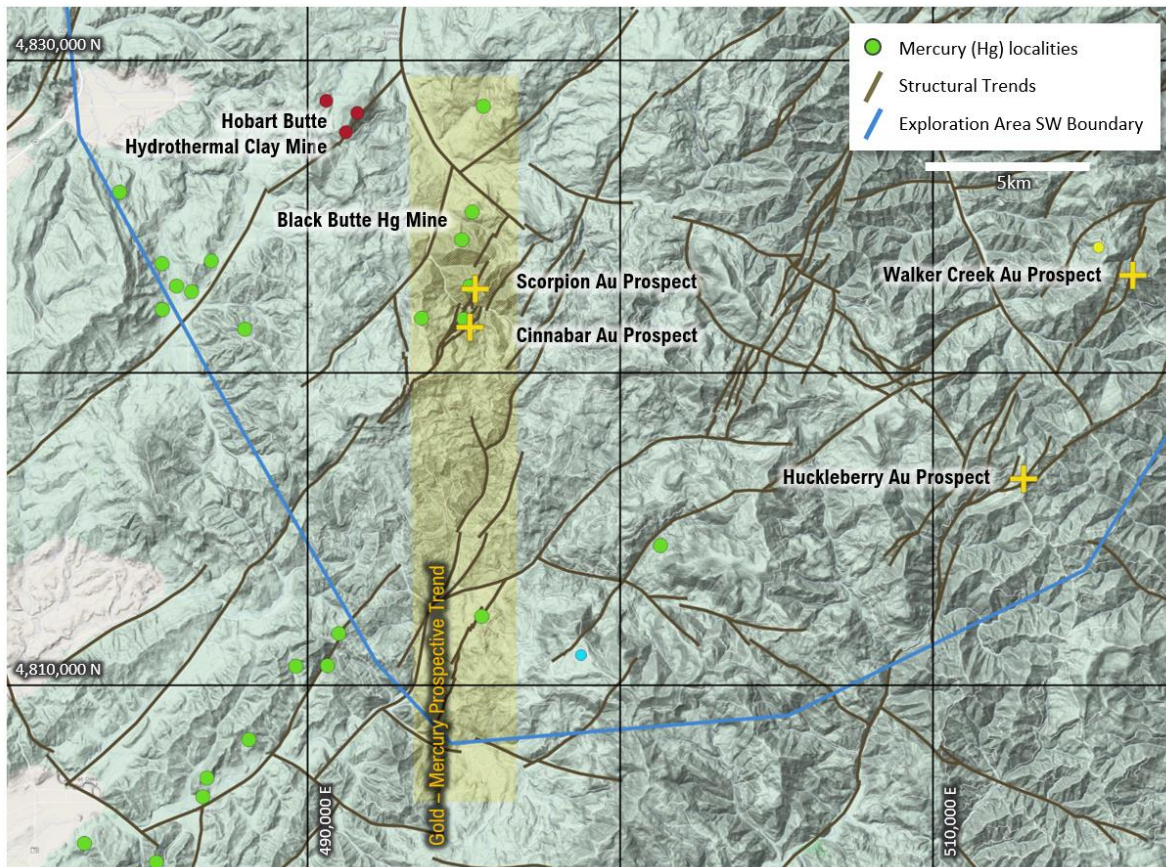 4,830,000 N
Mercury (Hg) localities
Structural Trends
Exploration Area SW Boundary
5km
Hobart Butte
Hydrothermal Clay Mine
Black Butte Hg Mine
Scorpion Au Prospect
Walker Creek Au Prospect
Cinnabar Au Prospect
Huckleberry Au Prospect
Gold – Mercury Prospective Trend
4,810,000 N
490,000 E
510,000 E